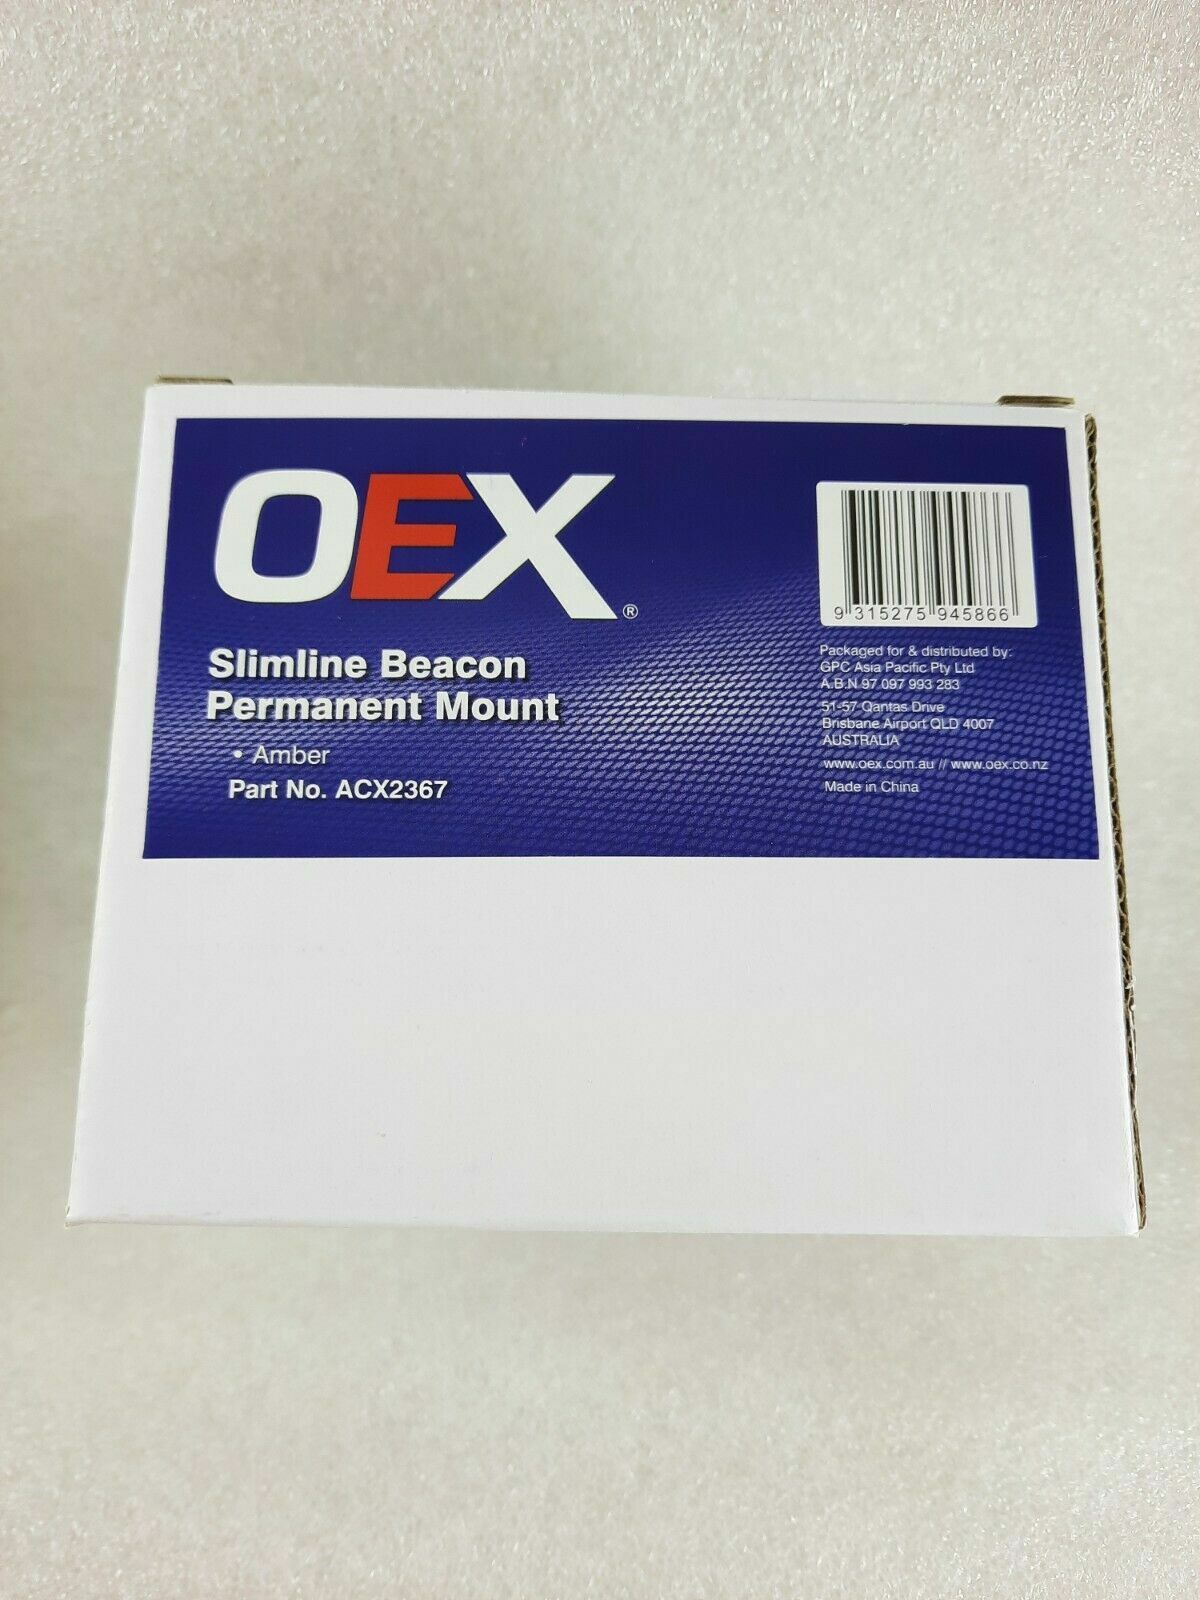 OEX®
Slimline Beacon
Permanent Mount
• Amber
Part No. ACX2367
9 315275 945866
Packaged for & distributed by:
GPC Asia Pacific Pty Ltd
A.B.N 97 097 993 283
51-57 Qantas Drive
Brisbane Airport QLD 4007
AUSTRALIA
www.oex.com.au // www.oex.co.nz
Made in China